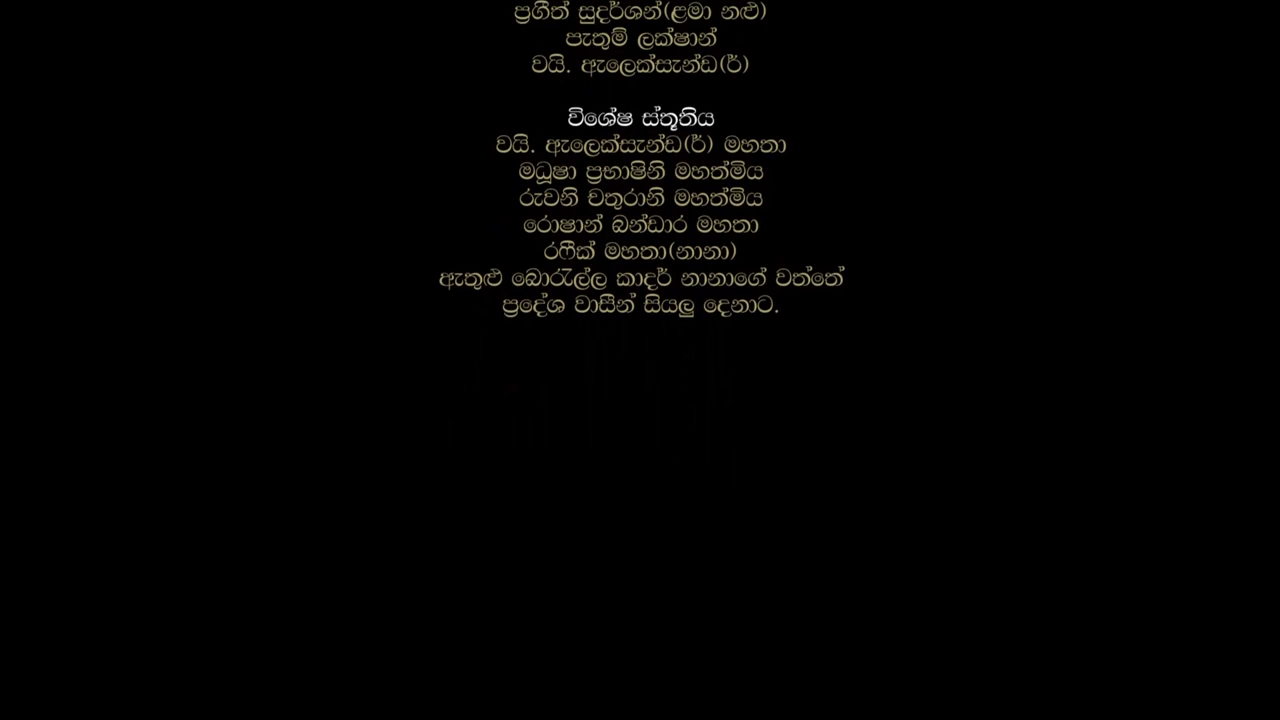 ප්‍රගීත් සුදර්ශන්(ළමා නළු)
පැතුම් ලක්ෂාන්
වයි. ඇලෙක්සැන්ඩ(ර්)
විශේෂ ස්තූතිය
වයි. ඇලෙක්සැන්ඩ(ර්) මහතා
මධූෂා ප්‍රභාෂිනි මහත්මිය
රුවනි චතුරානි මහත්මිය
රොෂාන් බන්ඩාර මහතා
රෆීක් මහතා(නානා)
ඇතුළු බොරැල්ල කාදර් නානාගේ වත්තේ
ප්‍රදේශ වාසීන් සියලු දෙනාට.